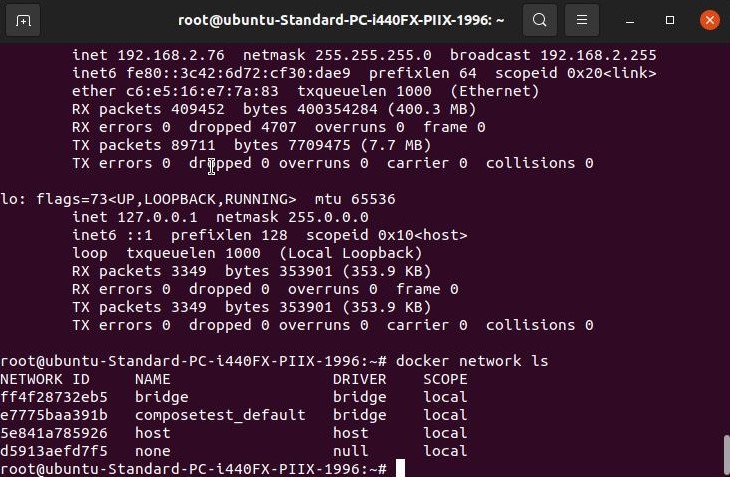 root@ubuntu-Standard-PC-i440FX-PIIX-1996: ~
inet 192.168.2.76  netmask 255.255.255.0  broadcast 192.168.2.255
inet6 fe80::3c42:6d72:cf30:dae9  prefixlen 64  scopeid 0x20<link>
ether c6:e5:16:e7:7a:83  txqueuelen 1000  (Ethernet)
RX packets 409452  bytes 400354284 (400.3 MB)
RX errors 0  dropped 4707  overruns 0  frame 0
TX packets 89711  bytes 7709475 (7.7 MB)
TX errors 0  dropped 0 overruns 0  carrier 0  collisions 0
lo: flags=73<UP,LOOPBACK,RUNNING>  mtu 65536
inet 127.0.0.1  netmask 255.0.0.0
inet6 ::1  prefixlen 128  scopeid 0x10<host>
loop  txqueuelen 1000  (Local Loopback)
RX packets 3349  bytes 353901 (353.9 KB)
RX errors 0  dropped 0  overruns 0  frame 0
TX packets 3349  bytes 353901 (353.9 KB)
TX errors 0  dropped 0 overruns 0  carrier 0  collisions 0
root@ubuntu-Standard-PC-i440FX-PIIX-1996:~# docker network ls
NETWORK ID     NAME                  DRIVER    SCOPE
ff4f28732eb5   bridge                bridge    local
e7775baa391b   composetest_default   bridge    local
5e841a785926   host                  host      local
d5913aefd7f5   none                  null      local
root@ubuntu-Standard-PC-i440FX-PIIX-1996:~#